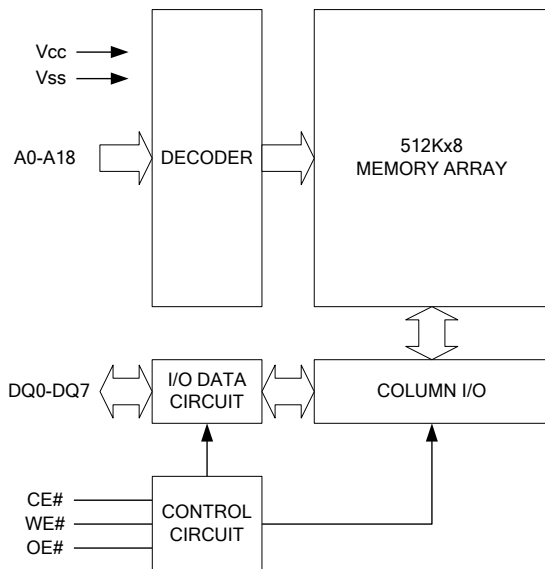 Vcc
Vss
A0-A18
DECODER
512Kx8
MEMORY ARRAY
DQ0-DQ7
I/O DATA
CIRCUIT
COLUMN I/O
CE#
WE#
OE#
CONTROL
CIRCUIT